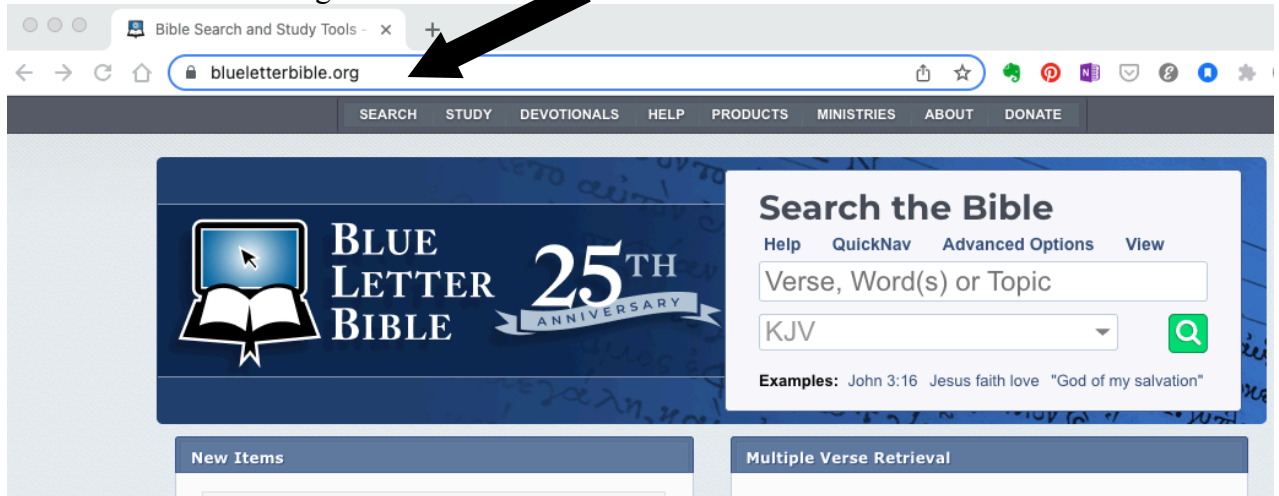 Bible Search and Study Tools -
blueletterbible.org
SEARCH STUDY DEVOTIONALS HELP PRODUCTS MINISTRIES ABOUT DONATE
BLUE
LETTER
BIBLE
25TH
ANNIVERSARY
Search the Bible
Help QuickNav Advanced Options View
Verse, Word(s) or Topic
KJV
Examples: John 3:16 Jesus faith love "God of my salvation"
New Items
Multiple Verse Retrieval